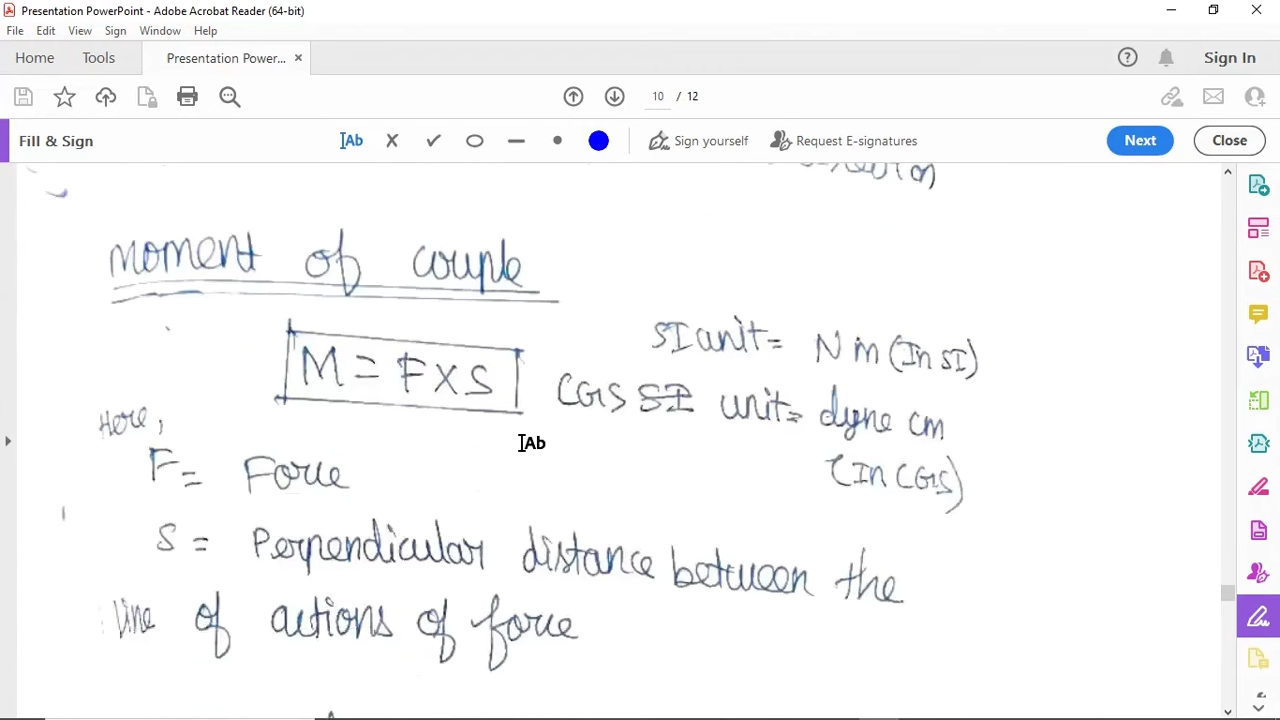 Presentation PowerPoint - Adobe Acrobat Reader (64-bit)
File Edit View Sign Window Help
Home Tools Presentation Power... ×
Sign In
10 / 12
Fill & Sign
Ab
Sign yourself
Request E-signatures
Next
Close
moment of couple
M = F X S
SI unit = N m (In SI)
CGS SI unit = dyne cm
(In CGS)
Here,
Ab
F = Force
S = Perpendicular distance between the
line of actions of force